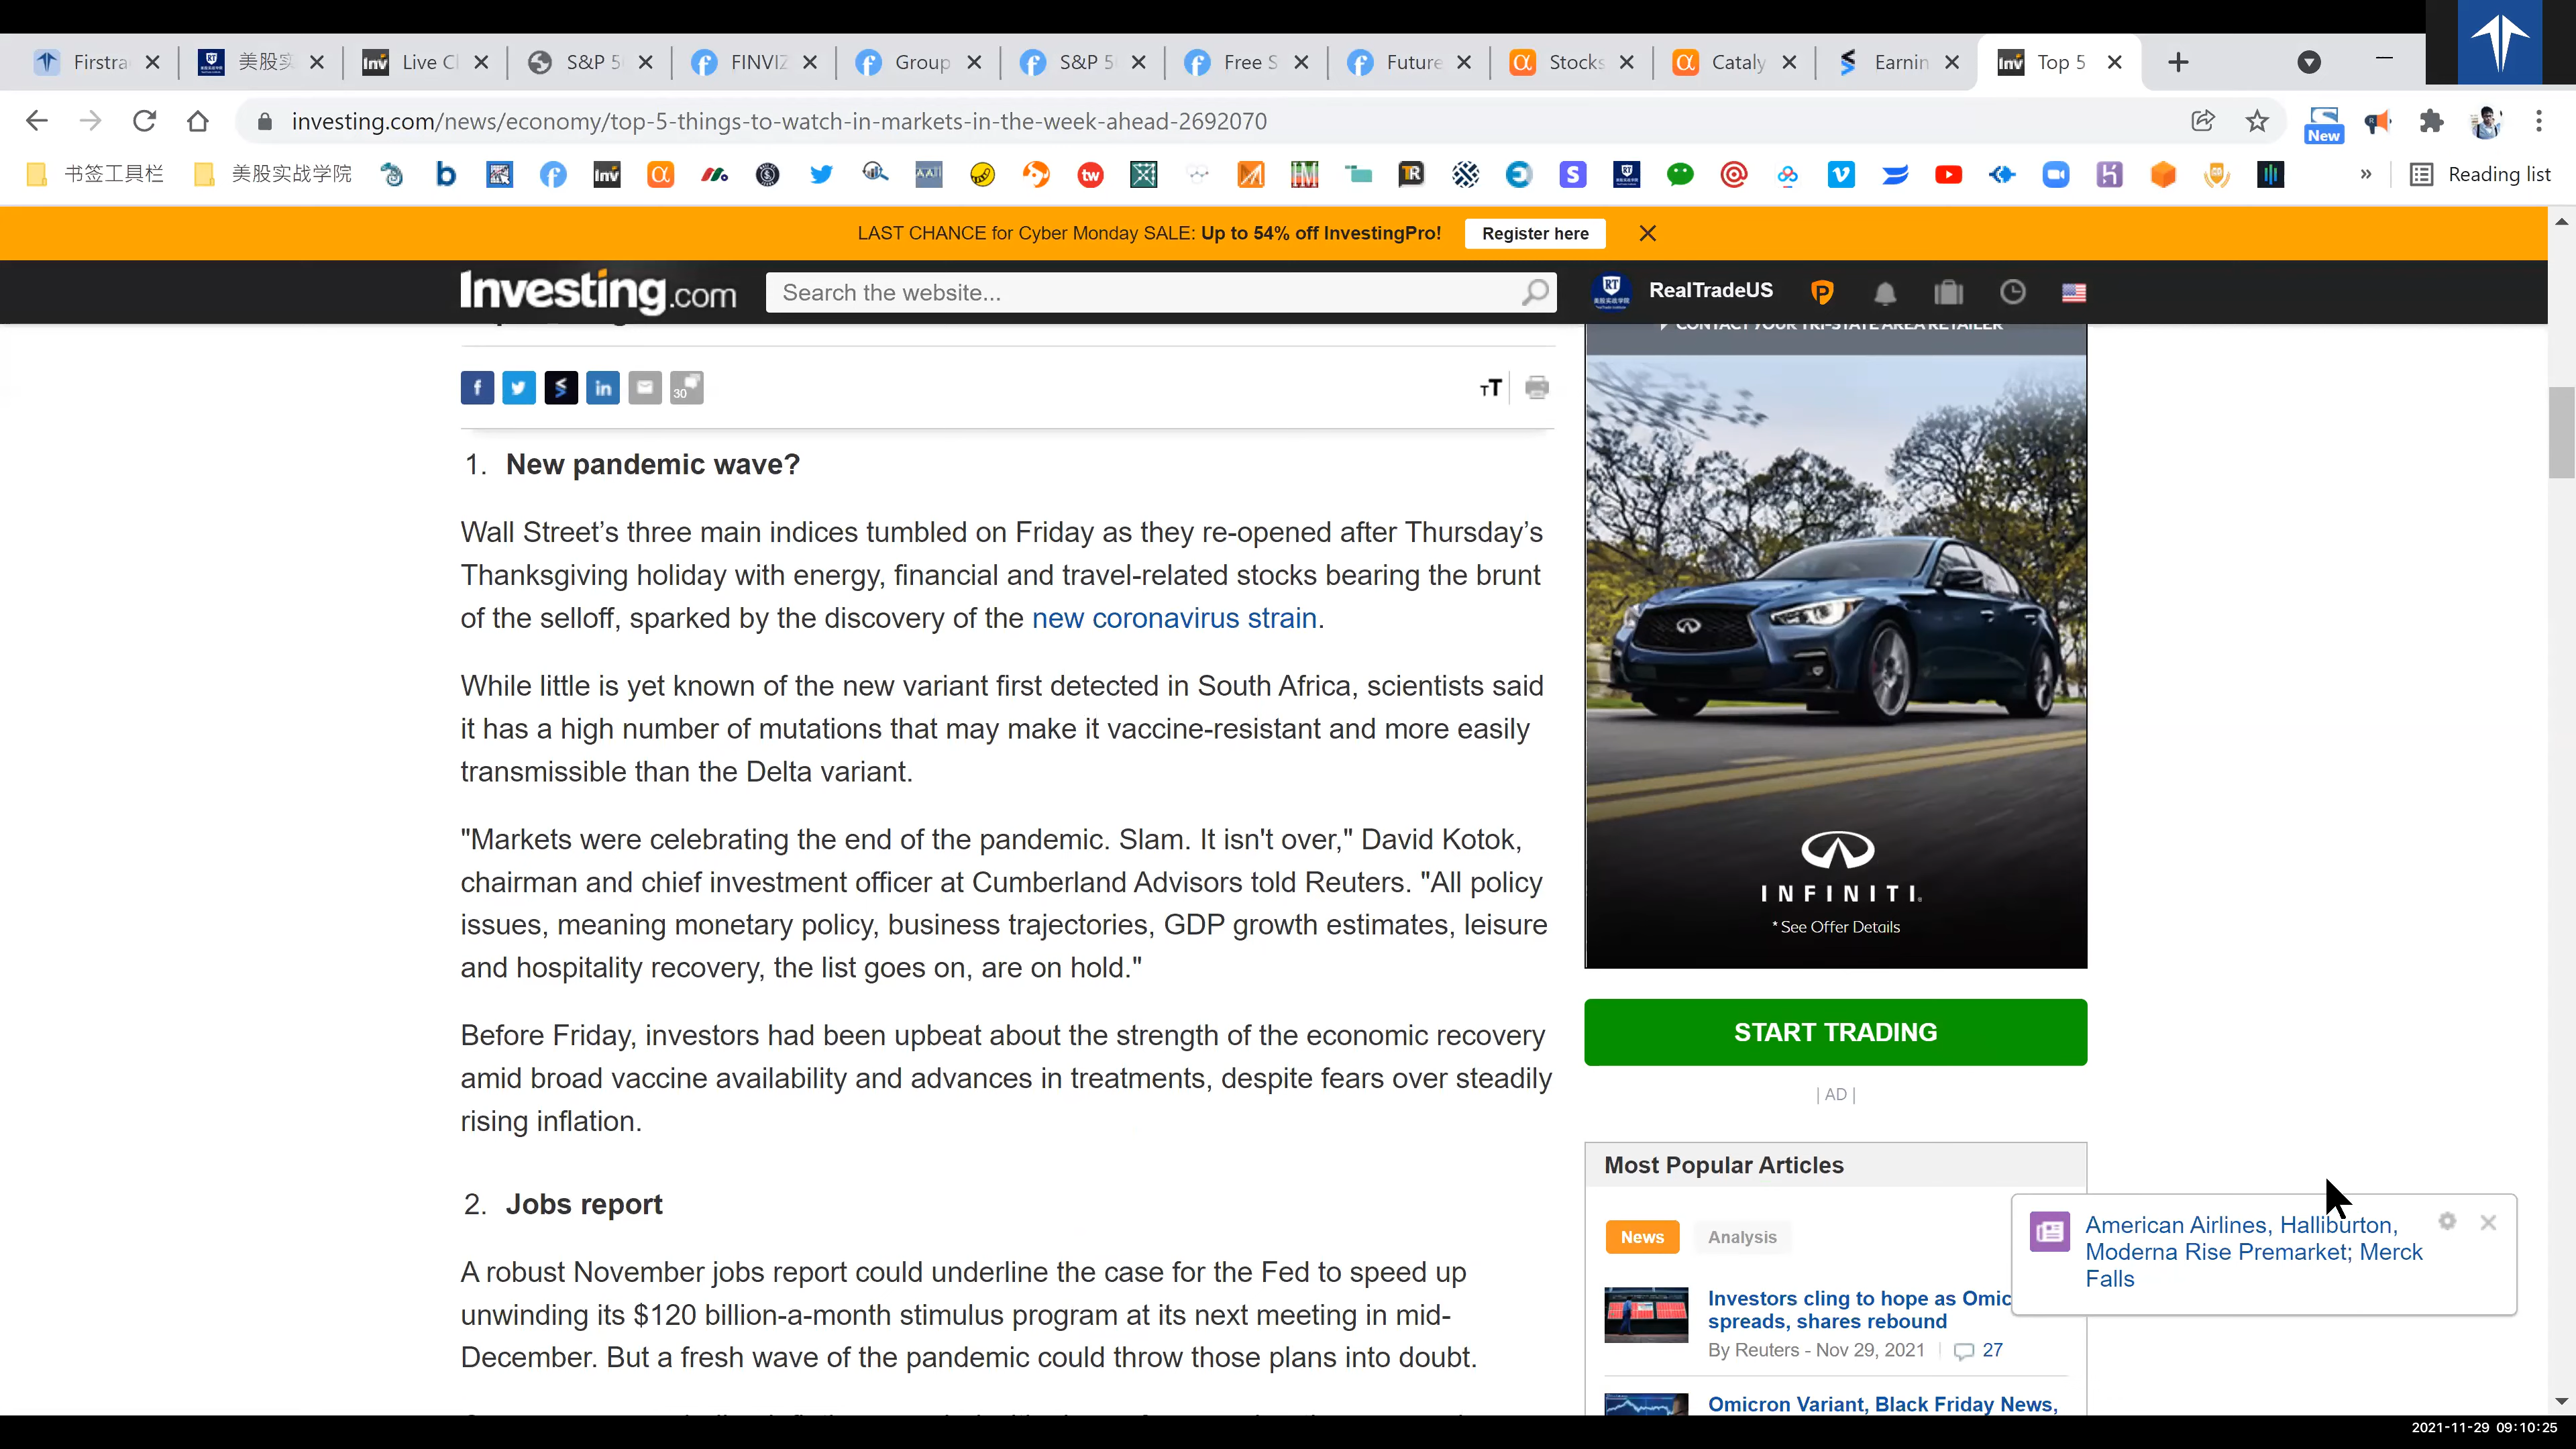 Firstra
美股实
Live C
S&P 5
FINVIZ
Group
S&P 5
Free S
Future
Stocks
Cataly
Earnin
Top 5
investing.com/news/economy/top-5-things-to-watch-in-markets-in-the-week-ahead-2692070
New
书签工具栏
美股实战学院
Reading list
LAST CHANCE for Cyber Monday SALE: Up to 54% off InvestingPro!
Register here
Investing.com
Search the website...
RealTradeUS
CONTACT YOUR TRI-STATE AREA RETAILER
30
1. New pandemic wave?
Wall Street’s three main indices tumbled on Friday as they re-opened after Thursday’s
Thanksgiving holiday with energy, financial and travel-related stocks bearing the brunt
of the selloff, sparked by the discovery of the new coronavirus strain.
While little is yet known of the new variant first detected in South Africa, scientists said
it has a high number of mutations that may make it vaccine-resistant and more easily
transmissible than the Delta variant.
"Markets were celebrating the end of the pandemic. Slam. It isn't over," David Kotok,
chairman and chief investment officer at Cumberland Advisors told Reuters. "All policy
issues, meaning monetary policy, business trajectories, GDP growth estimates, leisure
and hospitality recovery, the list goes on, are on hold."
Before Friday, investors had been upbeat about the strength of the economic recovery
amid broad vaccine availability and advances in treatments, despite fears over steadily
rising inflation.
2. Jobs report
A robust November jobs report could underline the case for the Fed to speed up
unwinding its $120 billion-a-month stimulus program at its next meeting in mid-
December. But a fresh wave of the pandemic could throw those plans into doubt.
INFINITI
* See Offer Details
START TRADING
| AD |
Most Popular Articles
News
Analysis
Investors cling to hope as Omic
spreads, shares rebound
By Reuters - Nov 29, 2021
27
Omicron Variant, Black Friday News,
American Airlines, Halliburton,
Moderna Rise Premarket; Merck
Falls
2021-11-29 09:10:25